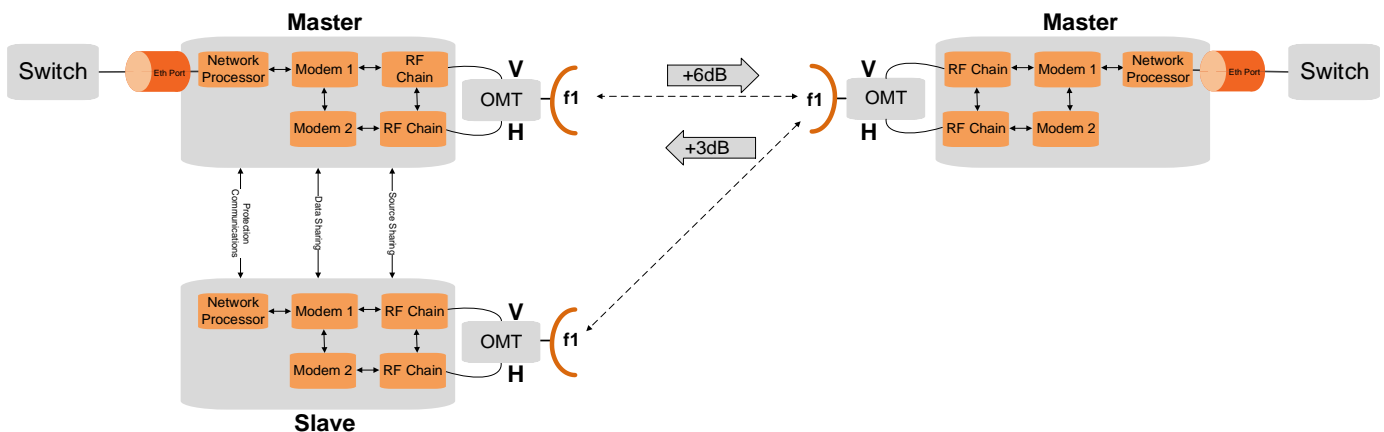 Master
Master
Switch
Eth Port
Network
Processor
Modem 1
RF
Chain
Modem 2
RF Chain
V
OMT
H
f1
+6dB
+3dB
f1
V
OMT
H
RF Chain
Modem 1
Network
Processor
RF Chain
Modem 2
Eth Port
Switch
Protection
Communications
Data Sharing
Source Sharing
Network
Processor
Modem 1
RF Chain
Modem 2
RF Chain
V
OMT
H
f1
Slave